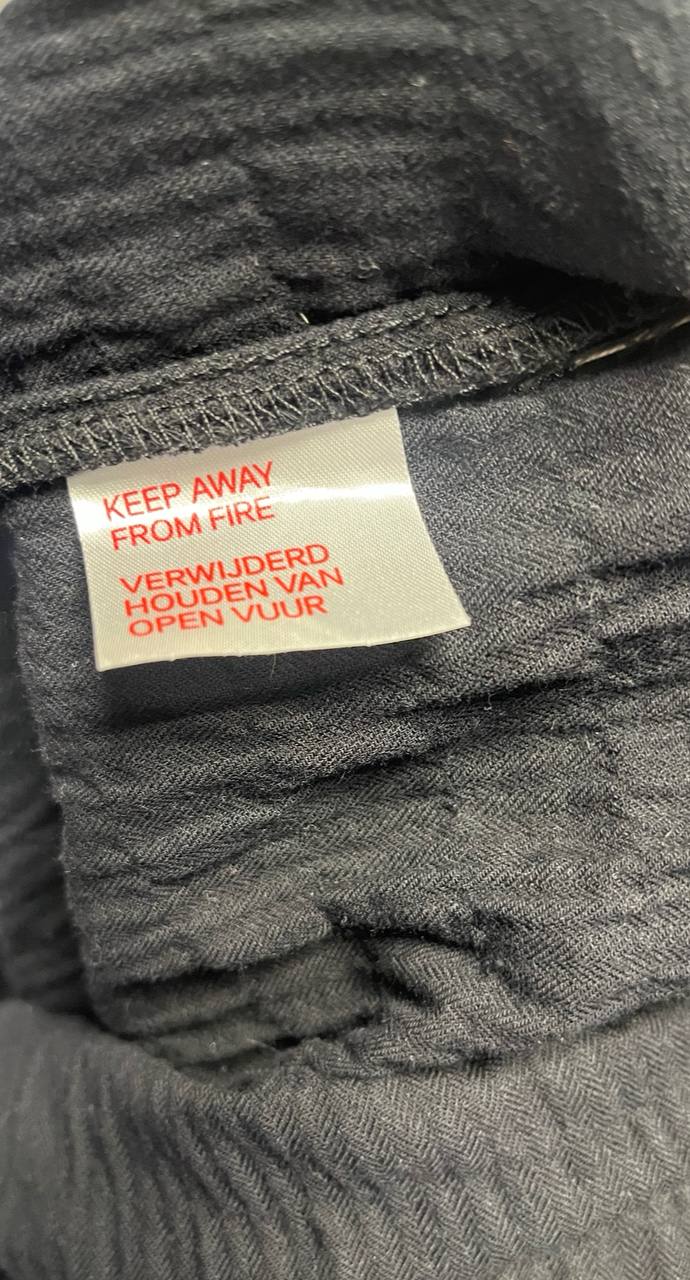 KEEP AWAY
FROM FIRE
VERWIJDERD
HOUDEN VAN
OPEN VUUR